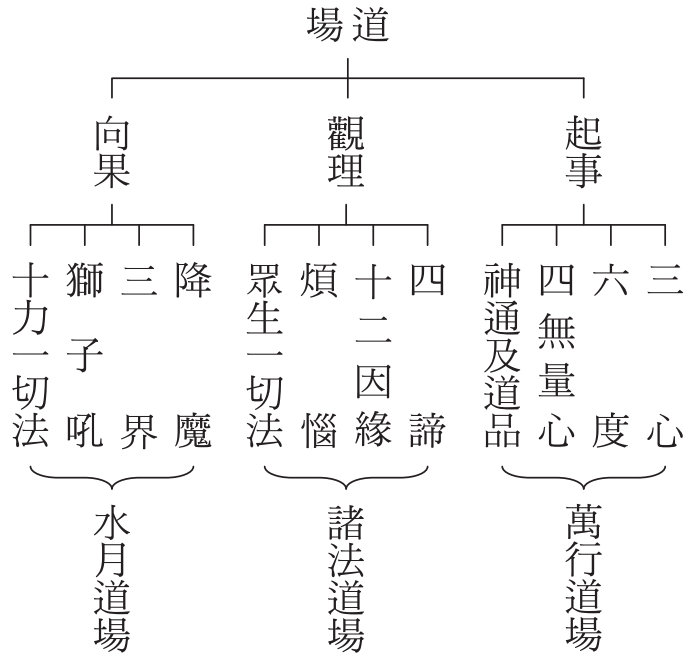 道場
起事
觀理
向果
三心
六度
四無量心
神通及道品
四諦
十二因緣
煩惱
眾生一切法
降魔
三界
獅子吼
十力一切法
萬行道場
諸法道場
水月道場